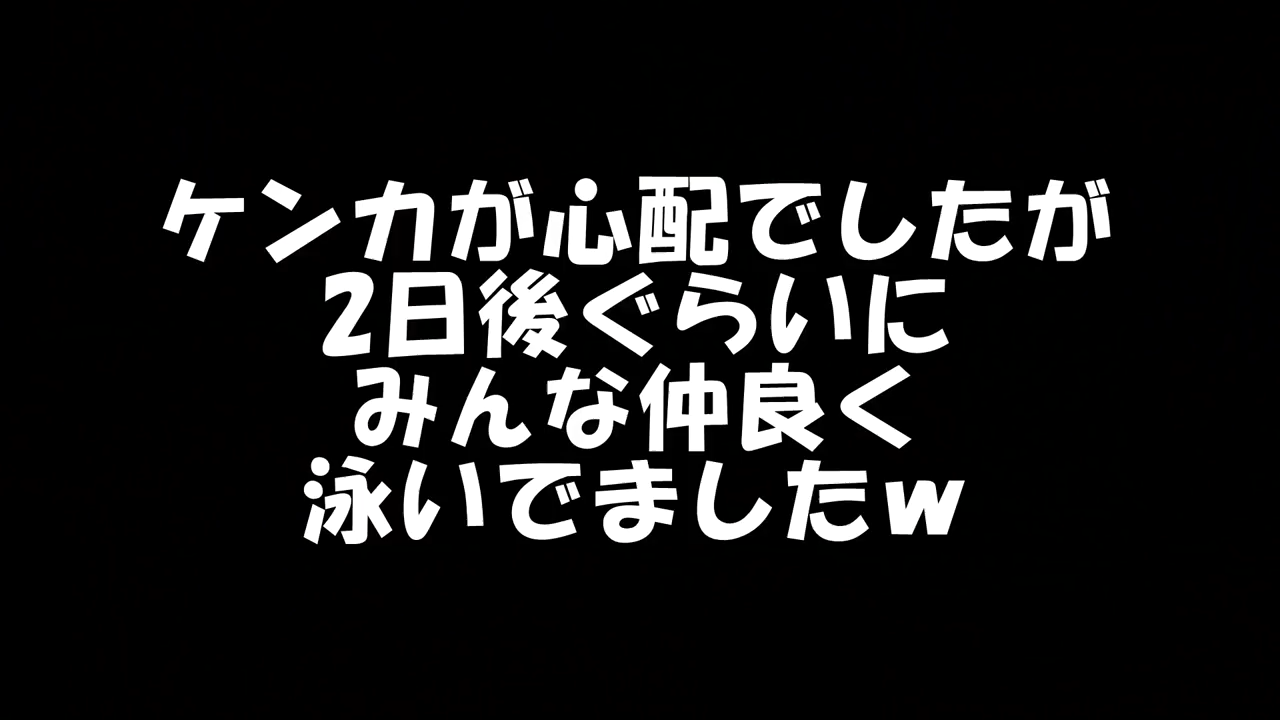 ケンカが心配でしたが
2日後ぐらいに
みんな仲良く
泳いでましたw